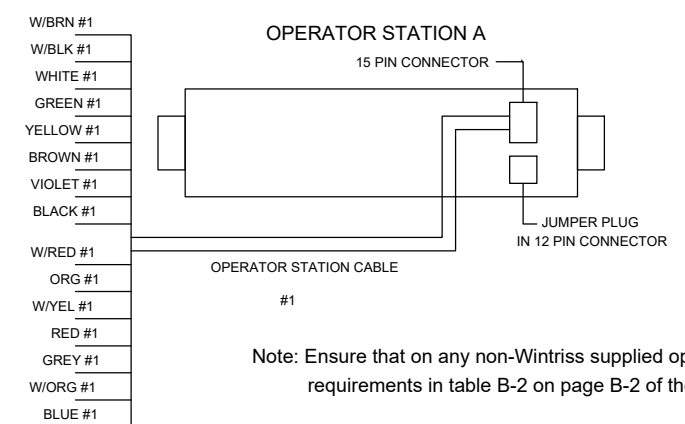 W/BRN #1
W/BLK #1
WHITE #1
GREEN #1
YELLOW #1
BROWN #1
VIOLET #1
BLACK #1
W/RED #1
ORG #1
W/YEL #1
RED #1
GREY #1
W/ORG #1
BLUE #1
OPERATOR STATION A
15 PIN CONNECTOR
JUMPER PLUG
IN 12 PIN CONNECTOR
OPERATOR STATION CABLE
#1
Note: Ensure that on any non-Wintriss supplied op
requirements in table B-2 on page B-2 of the